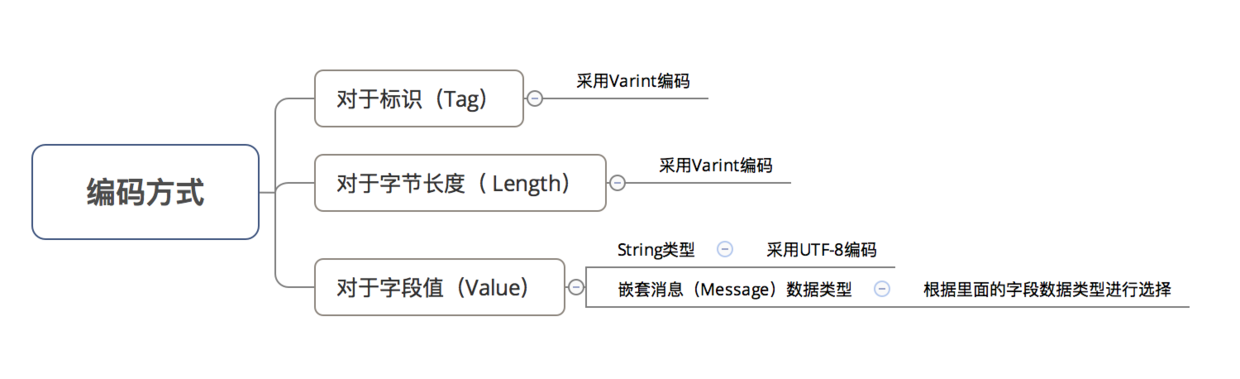 编码方式
对于标识（Tag）
采用Varint编码
对于字节长度（ Length）
采用Varint编码
对于字段值（Value）
String类型
采用UTF-8编码
嵌套消息（Message）数据类型
根据里面的字段数据类型进行选择